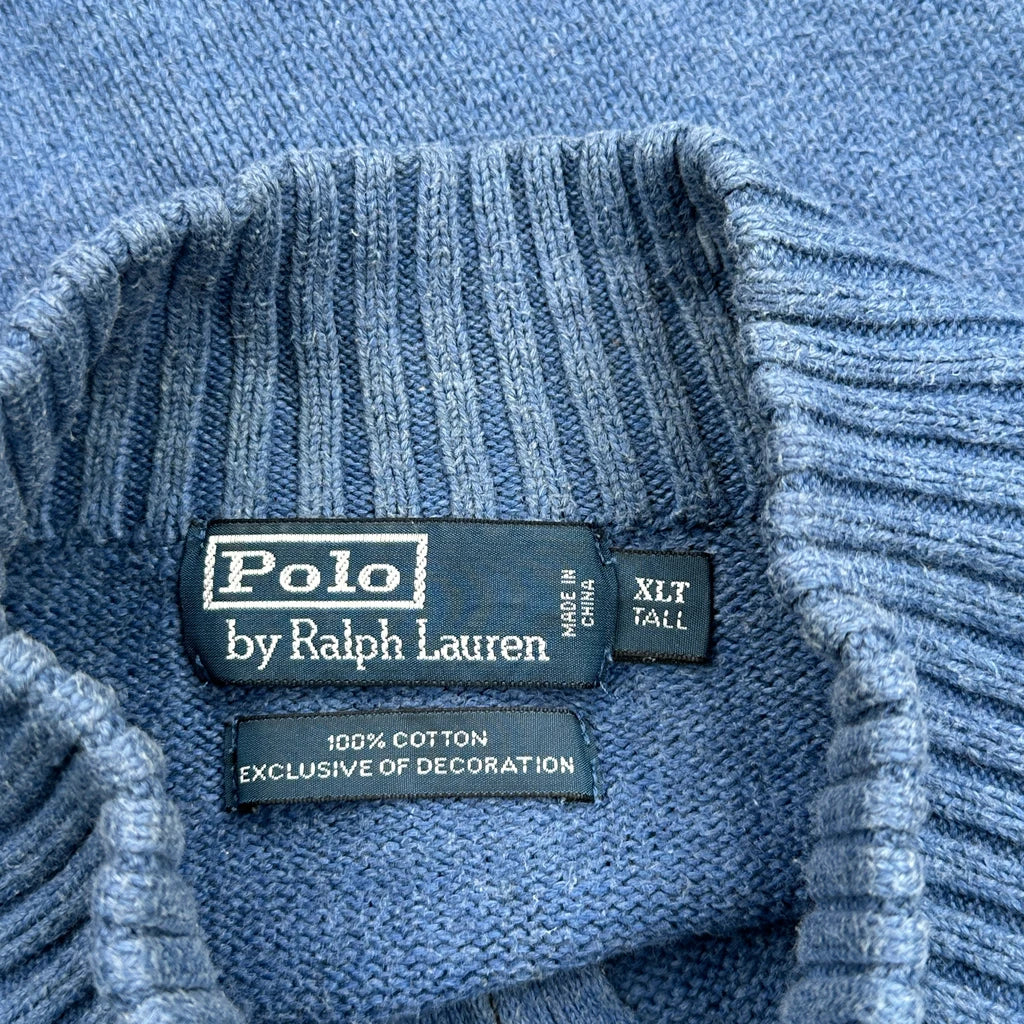 Polo
by Ralph Lauren
MADE IN
CHINA
XLT
TALL
100% COTTON
EXCLUSIVE OF DECORATION